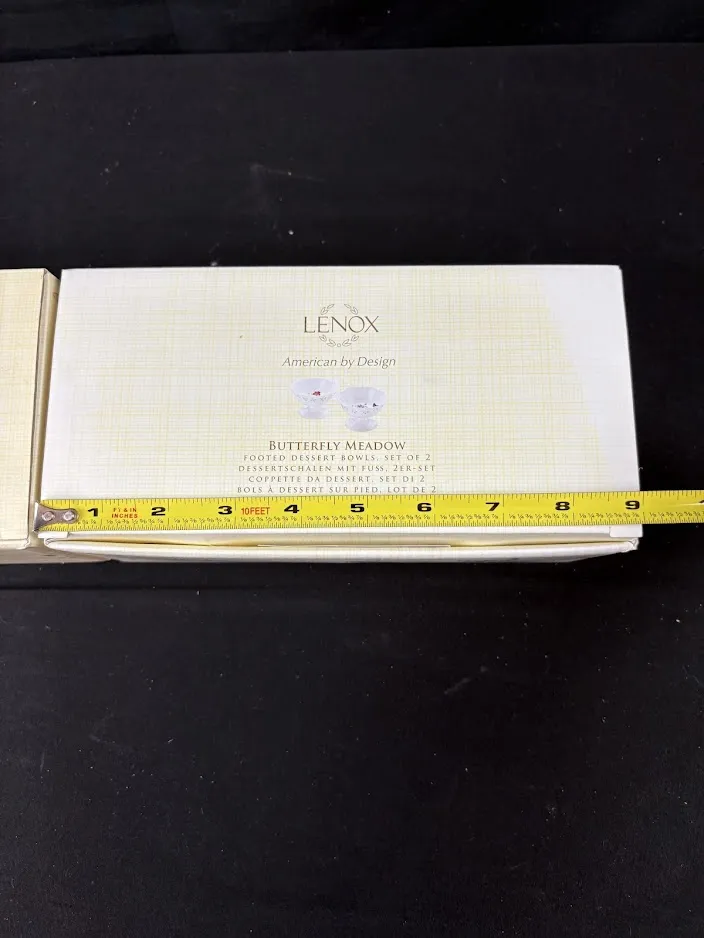 LENOX
American by Design
BUTTERFLY MEADOW
FOOTED DESSERT BOWLS, SET OF 2
DESSERTSCHALEN MIT FUSS, 2ER-SET
COPPETTE DA DESSERT, SET DI 2
BOLS À DESSERT SUR PIED, LOT DE 2
1 FT & IN INCHES 2 3 10FEET 4 5 6 7 8 9